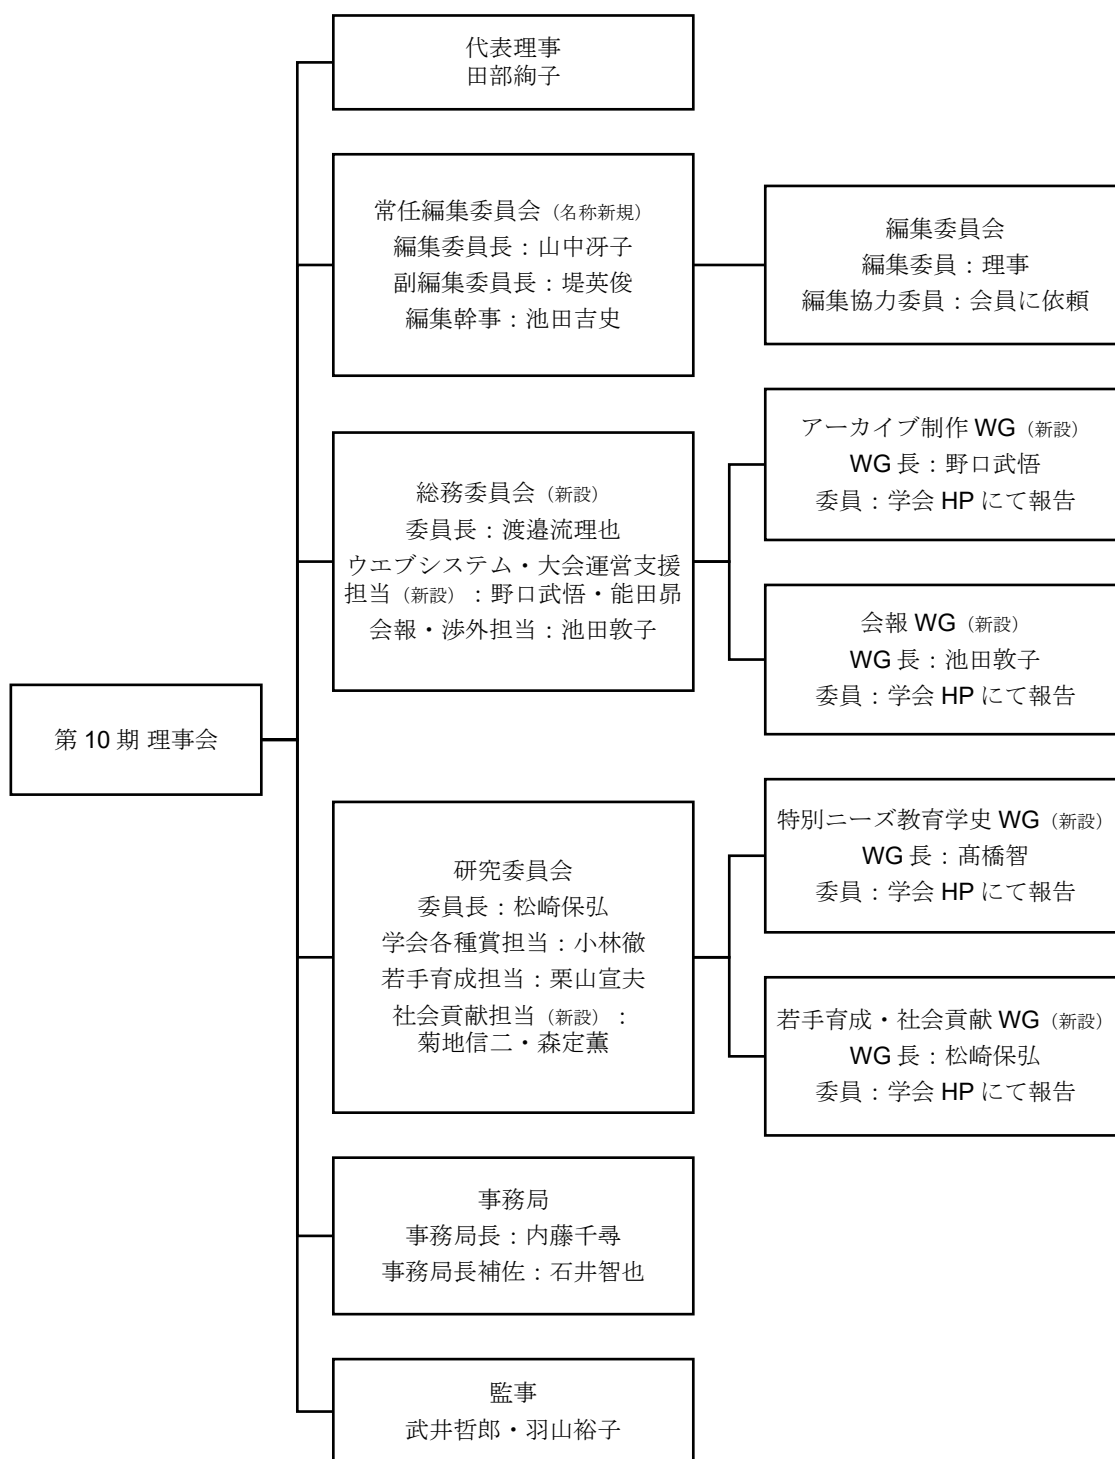 代表理事
田部絢子
常任編集委員会（名称新規）
編集委員長：山中冴子
副編集委員長：堤英俊
編集幹事：池田吉史
編集委員会
編集委員：理事
編集協力委員：会員に依頼
総務委員会（新設）
委員長：渡邉流理也
ウエブシステム・大会運営支援
担当（新設）：野口武悟・能田昴
会報・渉外担当：池田敦子
アーカイブ制作 WG（新設）
WG 長：野口武悟
委員：学会 HP にて報告
会報 WG（新設）
WG 長：池田敦子
委員：学会 HP にて報告
第 10 期 理事会
研究委員会
委員長：松崎保弘
学会各種賞担当：小林徹
若手育成担当：栗山宣夫
社会貢献担当（新設）：
菊地信二・森定薫
特別ニーズ教育学史 WG（新設）
WG 長：髙橋智
委員：学会 HP にて報告
若手育成・社会貢献 WG（新設）
WG 長：松崎保弘
委員：学会 HP にて報告
事務局
事務局長：内藤千尋
事務局長補佐：石井智也
監事
武井哲郎・羽山裕子